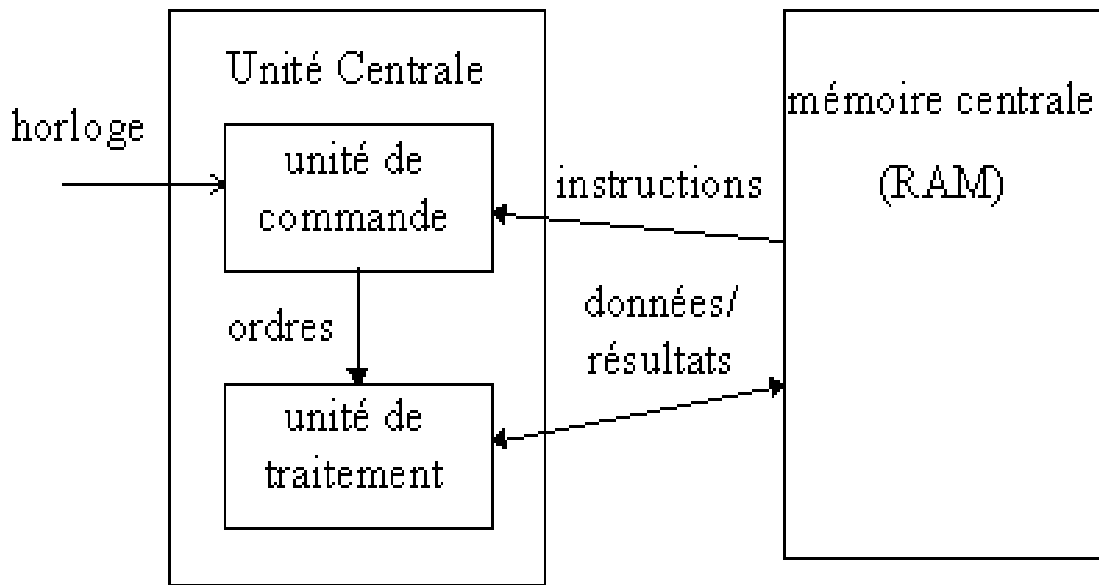 Unité Centrale
horloge
unité de
commande
ordres
unité de
traitement
instructions
données/
résultats
mémoire centrale
(RAM)